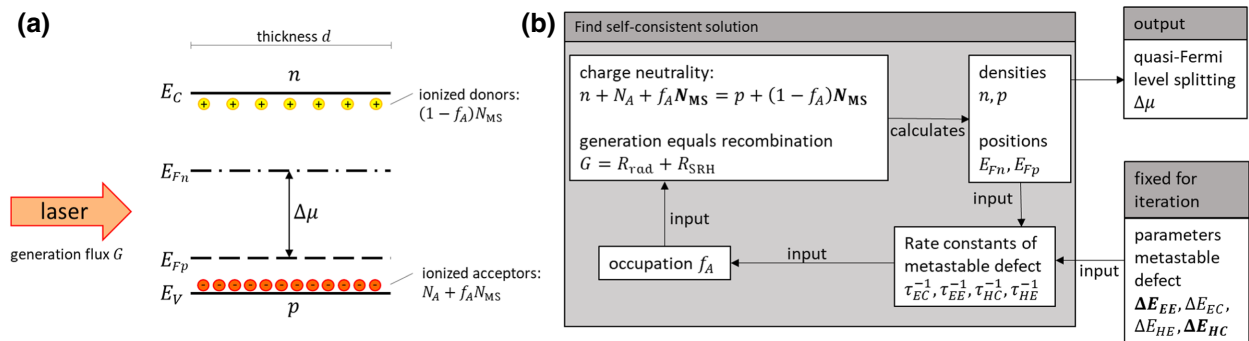 (a)
thickness d
n
E_C
+ + + + + + +
ionized donors:
(1 − f_A)N_MS
E_Fn
laser
Δμ
generation flux G
E_Fp
ionized acceptors:
N_A + f_A N_MS
- - - - - - - - - - - -
E_V
p
(b)
Find self-consistent solution
charge neutrality:
n + N_A + f_A N_MS = p + (1 − f_A)N_MS
generation equals recombination
G = R_rad + R_SRH
calculates
densities
n, p
positions
E_Fn, E_Fp
output
quasi-Fermi
level splitting
Δμ
input
input
occupation f_A
input
Rate constants of
metastable defect
τ_EC^−1, τ_EE^−1, τ_HC^−1, τ_HE^−1
input
fixed for
iteration
parameters
metastable
defect
ΔE_EE, ΔE_EC,
ΔE_HE, ΔE_HC